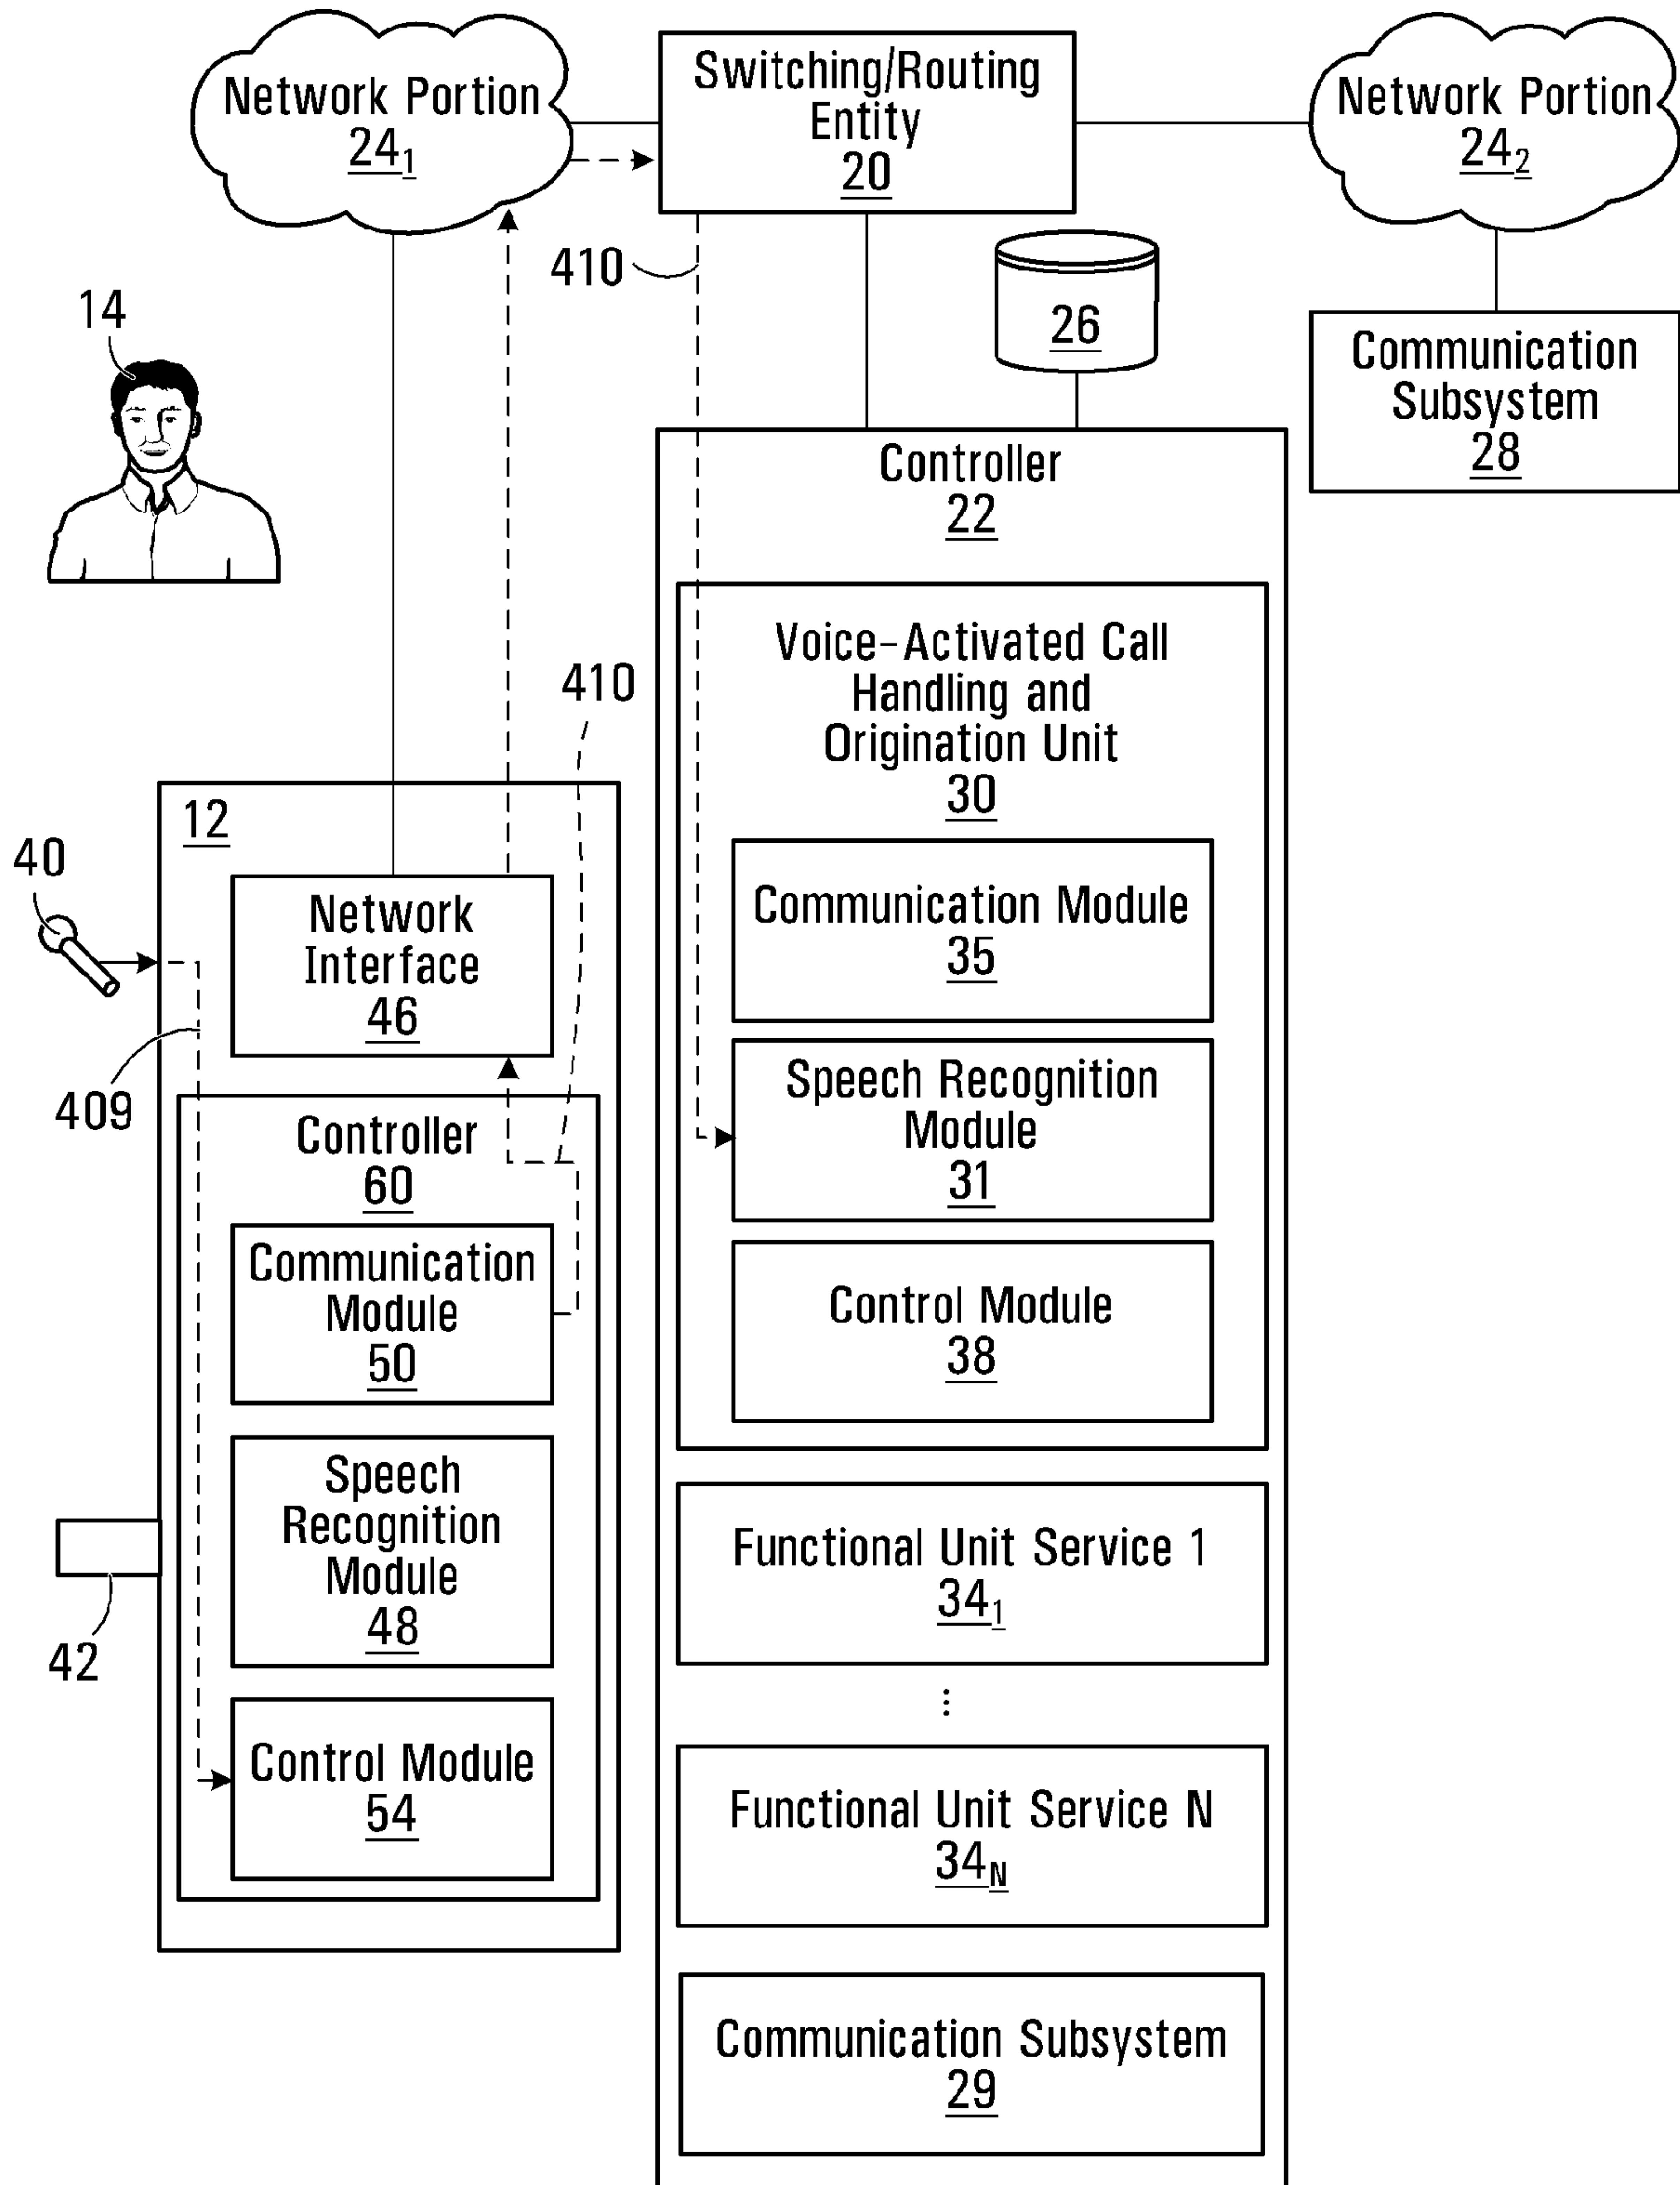 Network Portion
24₁
Switching/Routing
Entity
20
Network Portion
24₂
410
26
14
Communication
Subsystem
28
Controller
22
Voice-Activated Call
Handling and
Origination Unit
30
410
12
40
Network
Interface
46
Communication Module
35
409
Speech Recognition
Module
31
Controller
60
Communication
Module
50
Control Module
38
Speech
Recognition
Module
48
42
Functional Unit Service 1
34₁
⋮
Control Module
54
Functional Unit Service N
34N
Communication Subsystem
29